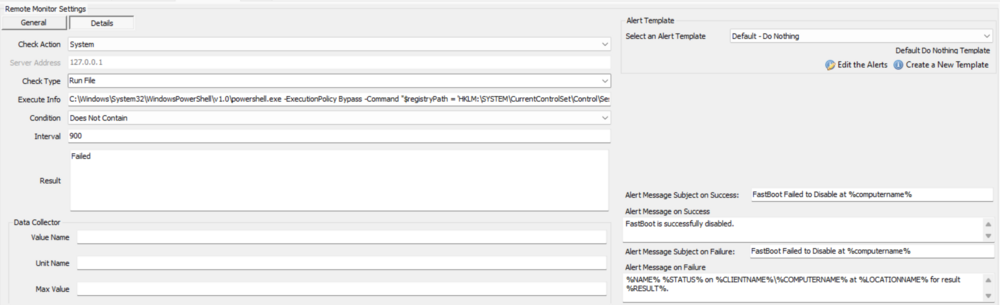 Remote Monitor Settings
General
Details
Check Action
System
Server Address
127.0.0.1
Check Type
Run File
Execute Info
C:\Windows\System32\WindowsPowerShell\v1.0\powershell.exe -ExecutionPolicy Bypass -Command "$registryPath = 'HKLM:\SYSTEM\CurrentControlSet\Control\Ses
Condition
Does Not Contain
Interval
900
Result
Failed
Data Collector
Value Name
Unit Name
Max Value
Alert Template
Select an Alert Template
Default - Do Nothing
Default Do Nothing Template
Edit the Alerts
Create a New Template
Alert Message Subject on Success:
FastBoot Failed to Disable at %computername%
Alert Message on Success
FastBoot is successfully disabled.
Alert Message Subject on Failure:
FastBoot Failed to Disable at %computername%
Alert Message on Failure
%NAME% %STATUS% on %CLIENTNAME%\%COMPUTERNAME% at %LOCATIONNAME% for result
%RESULT%.